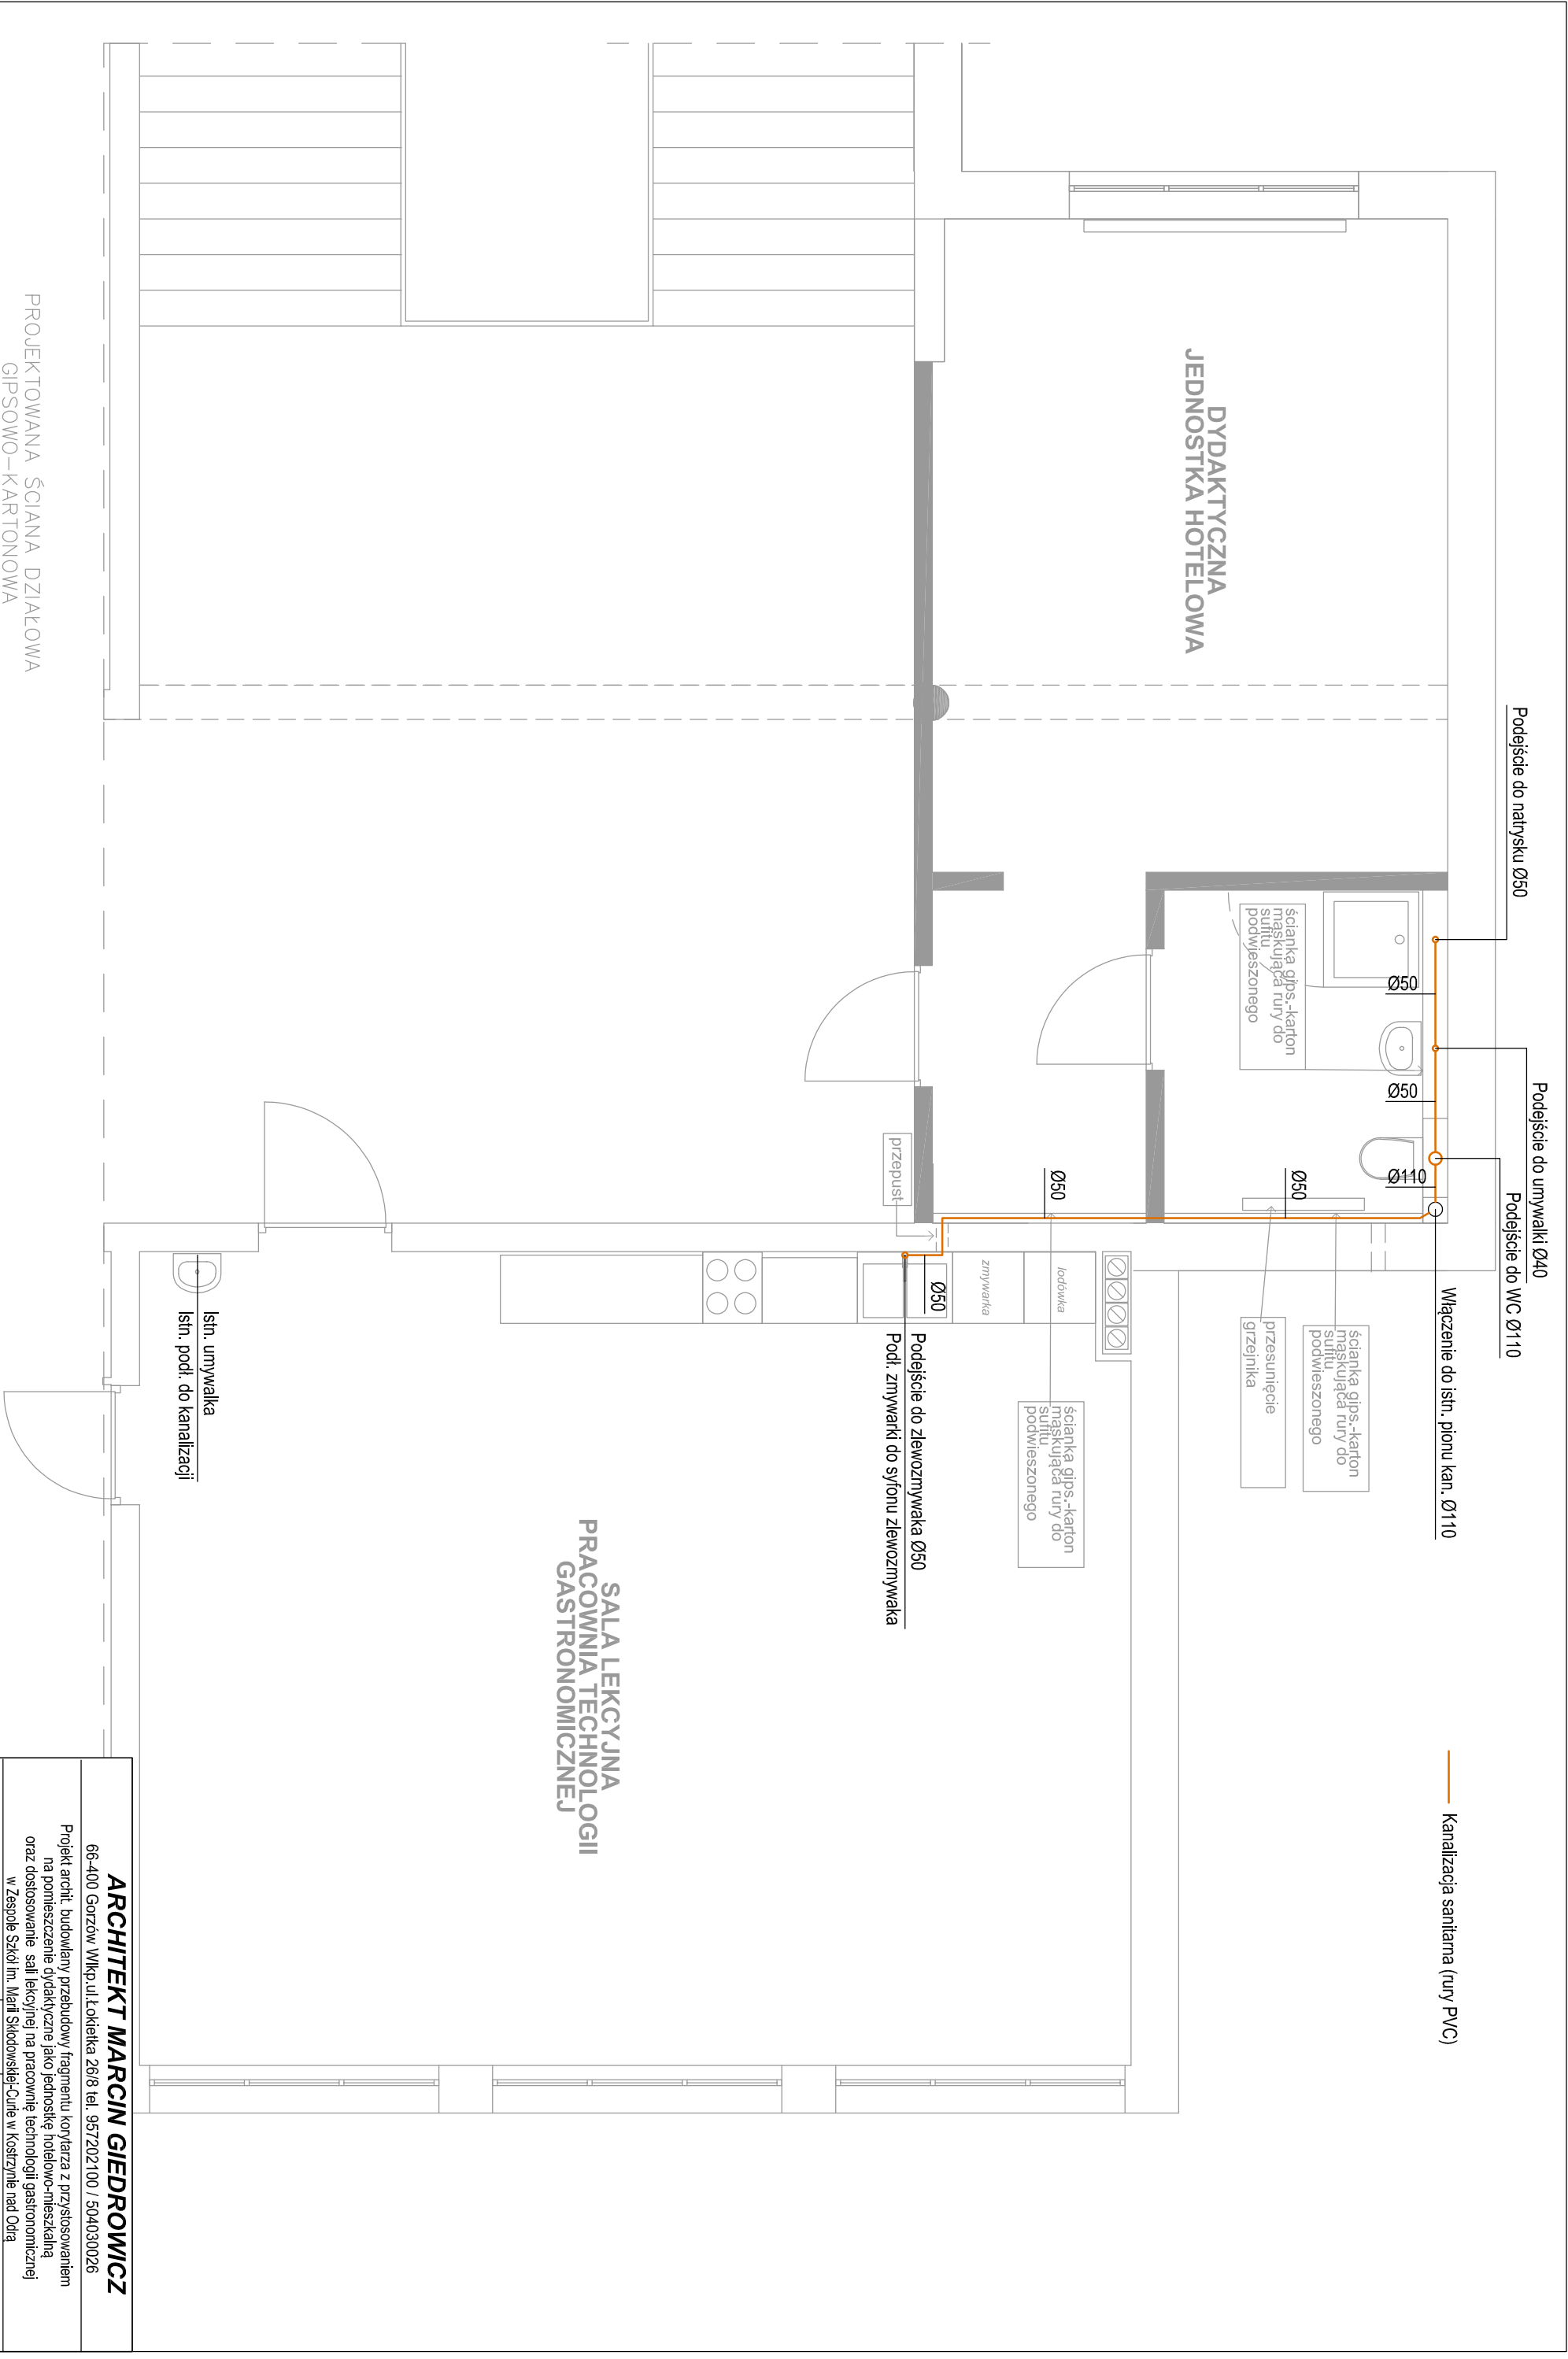 Podejście do natrysku Ø50
Podejście do umywalki Ø40
Podejście do WC Ø110
Włączenie do istn. pionu kan. Ø110
Kanalizacja sanitarna (rury PVC)
Ø50
Ø50
Ø110
ścianka gips.-karton
maskująca rury do
sufitu
podwieszonego
Ø50
ścianka gips.-karton
maskująca rury do
sufitu
podwieszonego
przesunięcie
grzejnika
DYDAKTYCZNA
JEDNOSTKA HOTELOWA
Ø50
lodówka
ścianka gips.-karton
maskująca rury do
sufitu
podwieszonego
zmywarka
przepust
Ø50
Podejście do zlewozmywaka Ø50
Podł. zmywarki do syfonu zlewozmywaka
SALA LEKCYJNA
PRACOWNIA TECHNOLOGII
GASTRONOMICZNEJ
Istn. umywalka
Istn. podł. do kanalizacji
PROJEKTOWANA ŚCIANA DZIAŁOWA
GIPSOWO-KARTONOWA
ARCHITEKT MARCIN GIEDROWICZ
66-400 Gorzów Wlkp.ul.Łokietka 26/8 tel. 957202100 / 504030026
Projekt archit. budowlany przebudowy fragmentu korytarza z przystosowaniem
na pomieszczenie dydaktyczne jako jednostkę hotelowo-mieszkalną
oraz dostosowanie sali lekcyjnej na pracownię technologii gastronomicznej
w Zespole Szkół im. Marii Skłodowskiej-Curie w Kostrzynie nad Odrą